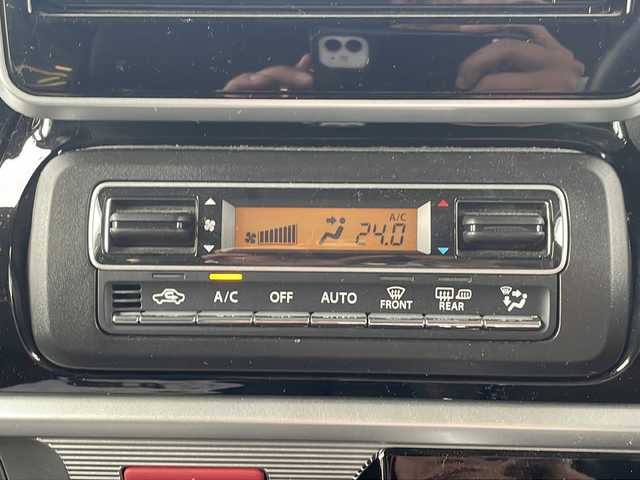 A/C
24.0
A/C
OFF
AUTO
FRONT
REAR